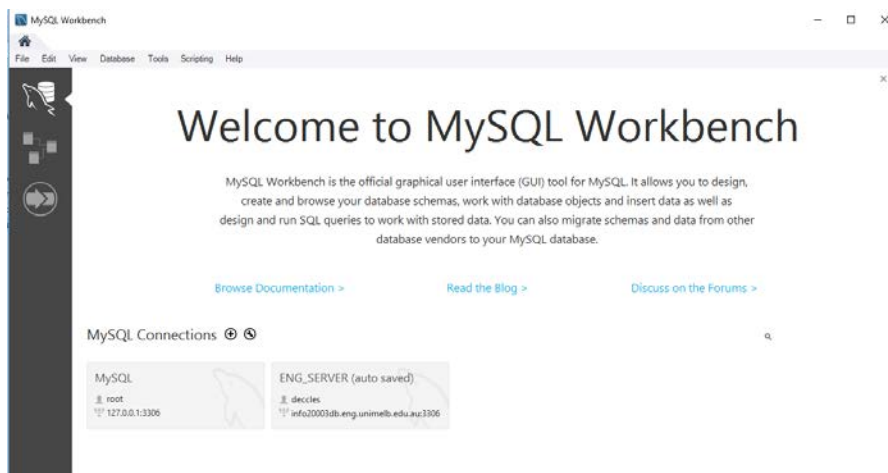 MySQL Workbench
File Edit View Database Tools Scripting Help
Welcome to MySQL Workbench
MySQL Workbench is the official graphical user interface (GUI) tool for MySQL. It allows you to design,
create and browse your database schemas, work with database objects and insert data as well as
design and run SQL queries to work with stored data. You can also migrate schemas and data from other
database vendors to your MySQL database.
Browse Documentation > Read the Blog > Discuss on the Forums >
MySQL Connections
MySQL
root
127.0.0.1:3306
ENG_SERVER (auto saved)
deccles
info20003db.eng.unimelb.edu.au:3306